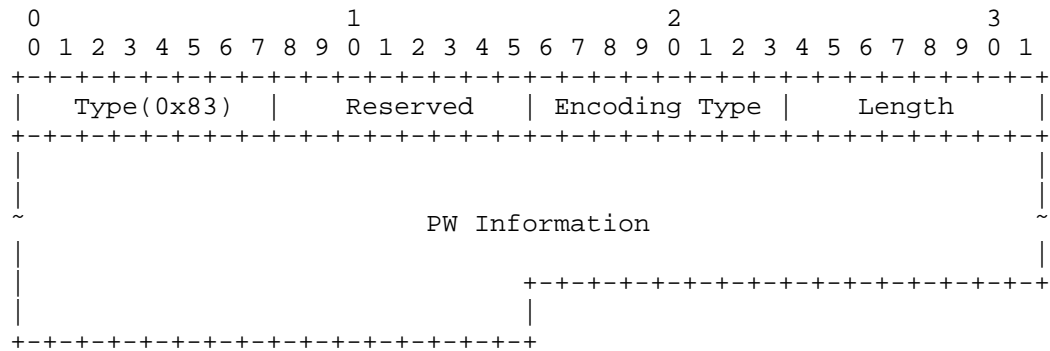 0                   1                   2                   3
 0 1 2 3 4 5 6 7 8 9 0 1 2 3 4 5 6 7 8 9 0 1 2 3 4 5 6 7 8 9 0 1
+-+-+-+-+-+-+-+-+-+-+-+-+-+-+-+-+-+-+-+-+-+-+-+-+-+-+-+-+-+-+-+-+
|   Type(0x83)  |    Reserved   | Encoding Type |    Length     |
+-+-+-+-+-+-+-+-+-+-+-+-+-+-+-+-+-+-+-+-+-+-+-+-+-+-+-+-+-+-+-+-+
|                                                               |
|                                                               |
~                         PW Information                        ~
|                                                               |
|                               +-+-+-+-+-+-+-+-+-+-+-+-+-+-+-+-+
|                               |
+-+-+-+-+-+-+-+-+-+-+-+-+-+-+-+-+